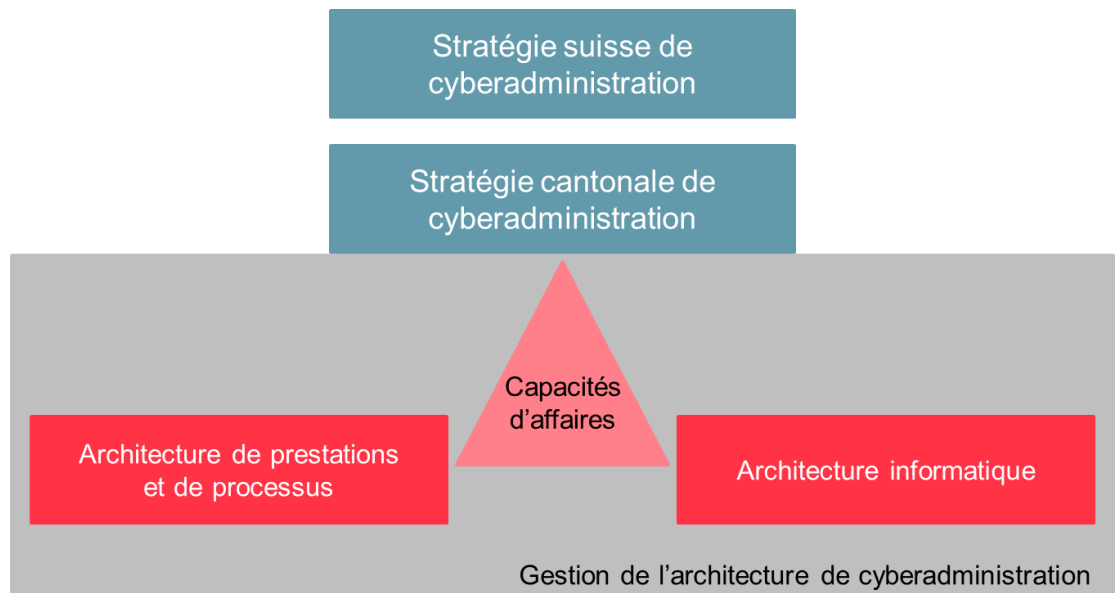 Stratégie suisse de
cyberadministration
Stratégie cantonale de
cyberadministration
Capacités
d’affaires
Architecture de prestations
et de processus
Architecture informatique
Gestion de l’architecture de cyberadministration